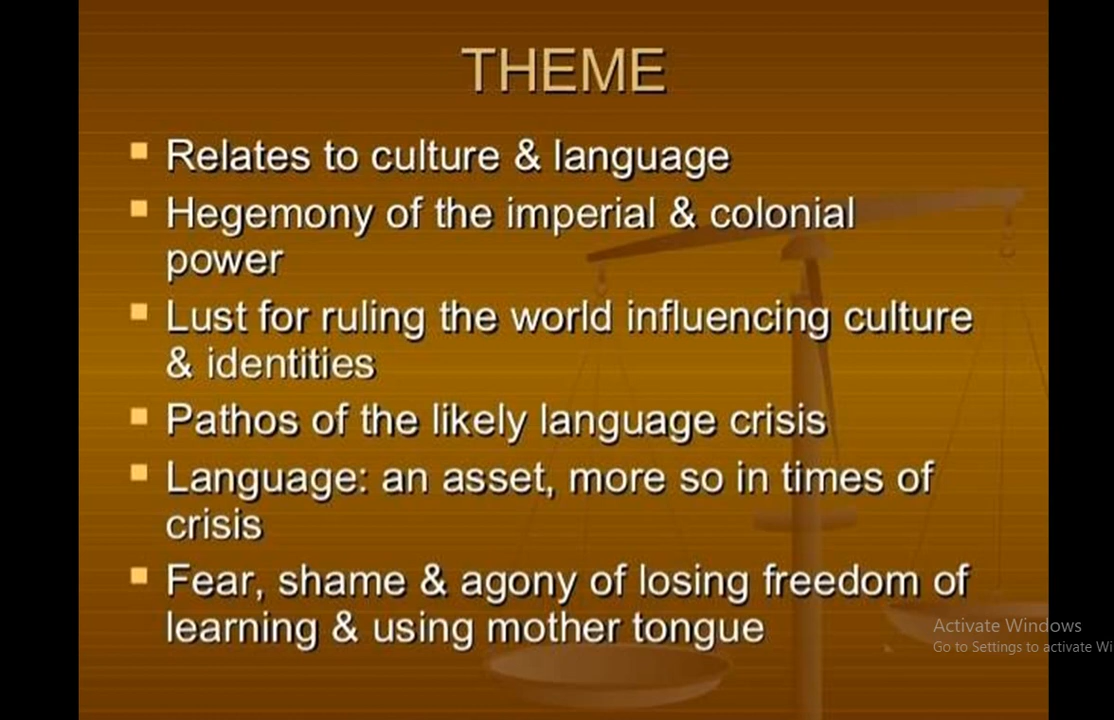 THEME
Relates to culture & language
Hegemony of the imperial & colonial
power
Lust for ruling the world influencing culture
& identities
Pathos of the likely language crisis
Language: an asset, more so in times of
crisis
Fear, shame & agony of losing freedom of
learning & using mother tongue
Activate Windows
Go to Settings to activate Wi